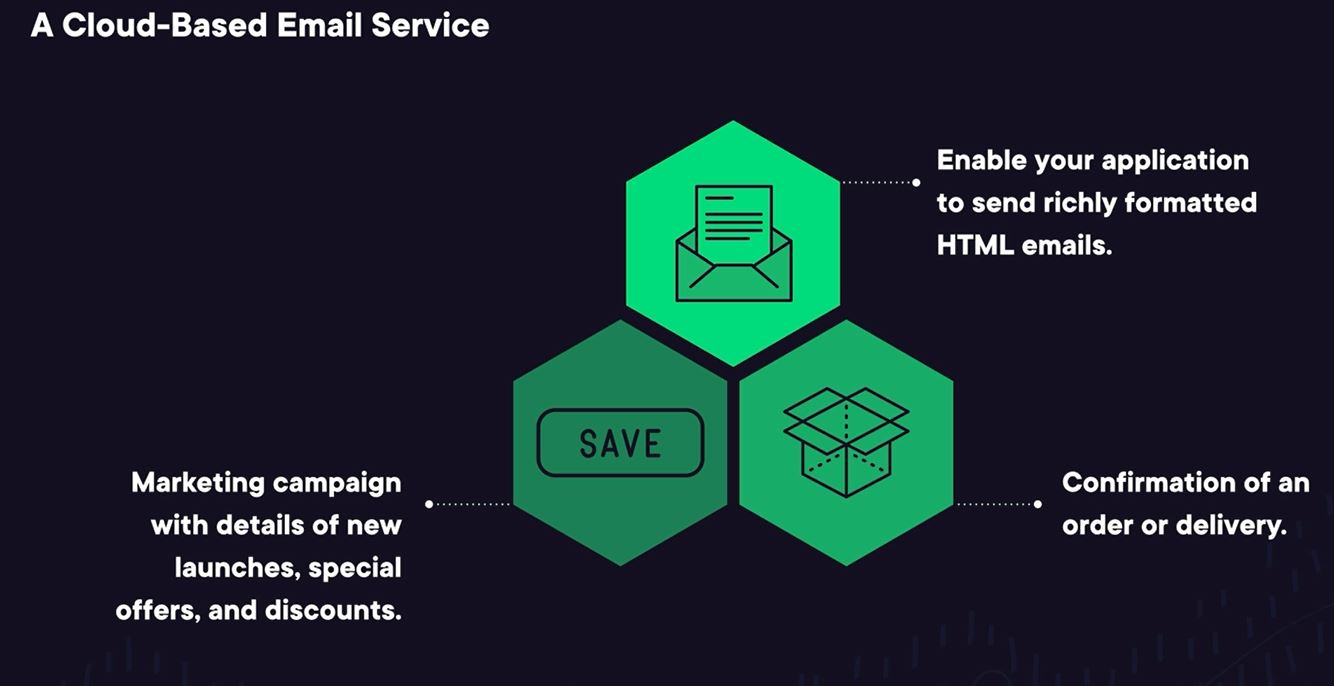 A Cloud-Based Email Service
Enable your application
to send richly formatted
HTML emails.
SAVE
Marketing campaign
with details of new
launches, special
offers, and discounts.
Confirmation of an
order or delivery.